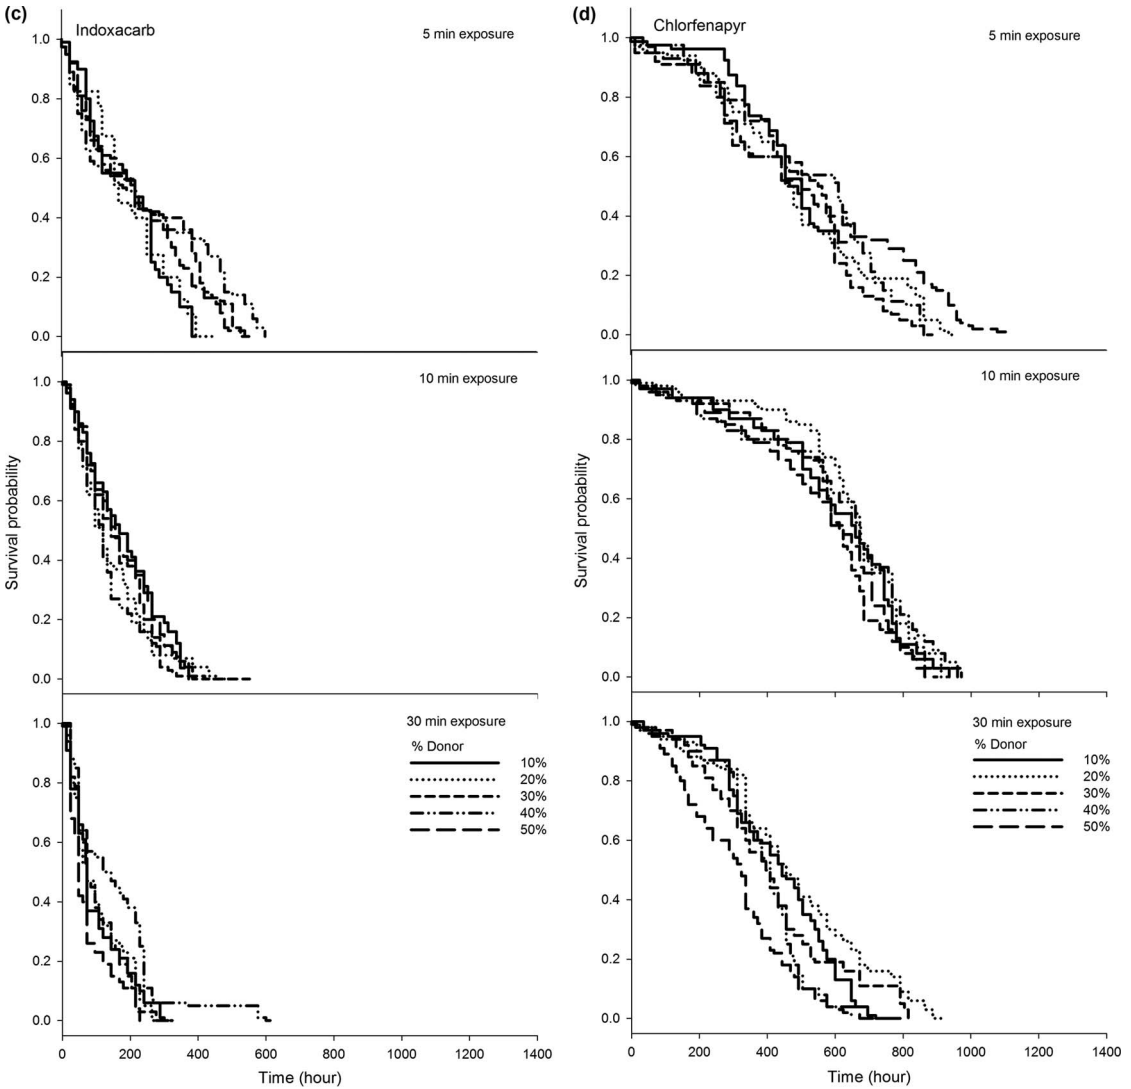 (c)
Indoxacarb
5 min exposure
1.0
0.8
0.6
0.4
0.2
0.0
10 min exposure
1.0
0.8
0.6
0.4
0.2
0.0
Survival probability
30 min exposure
% Donor
10%
20%
30%
40%
50%
1.0
0.8
0.6
0.4
0.2
0.0
0 200 400 600 800 1000 1200 1400
Time (hour)
(d)
Chlorfenapyr
5 min exposure
1.0
0.8
0.6
0.4
0.2
0.0
10 min exposure
1.0
0.8
0.6
0.4
0.2
0.0
Survival probability
30 min exposure
% Donor
10%
20%
30%
40%
50%
1.0
0.8
0.6
0.4
0.2
0.0
0 200 400 600 800 1000 1200 1400
Time (hour)